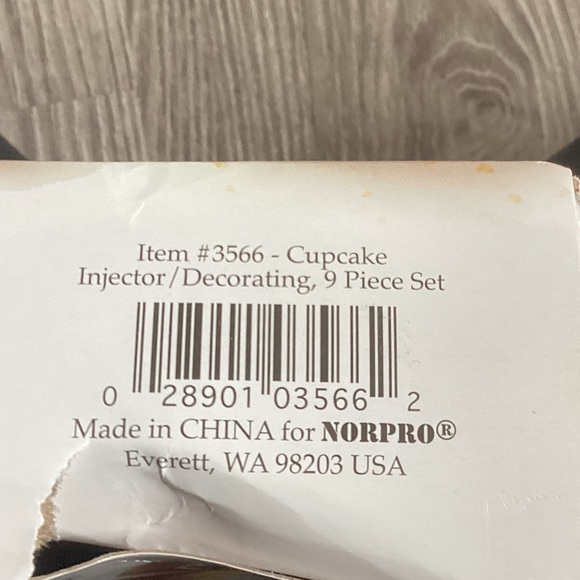 Item #3566 - Cupcake
Injector/Decorating, 9 Piece Set
0 28901 03566 2
Made in CHINA for NORPRO®
Everett, WA 98203 USA